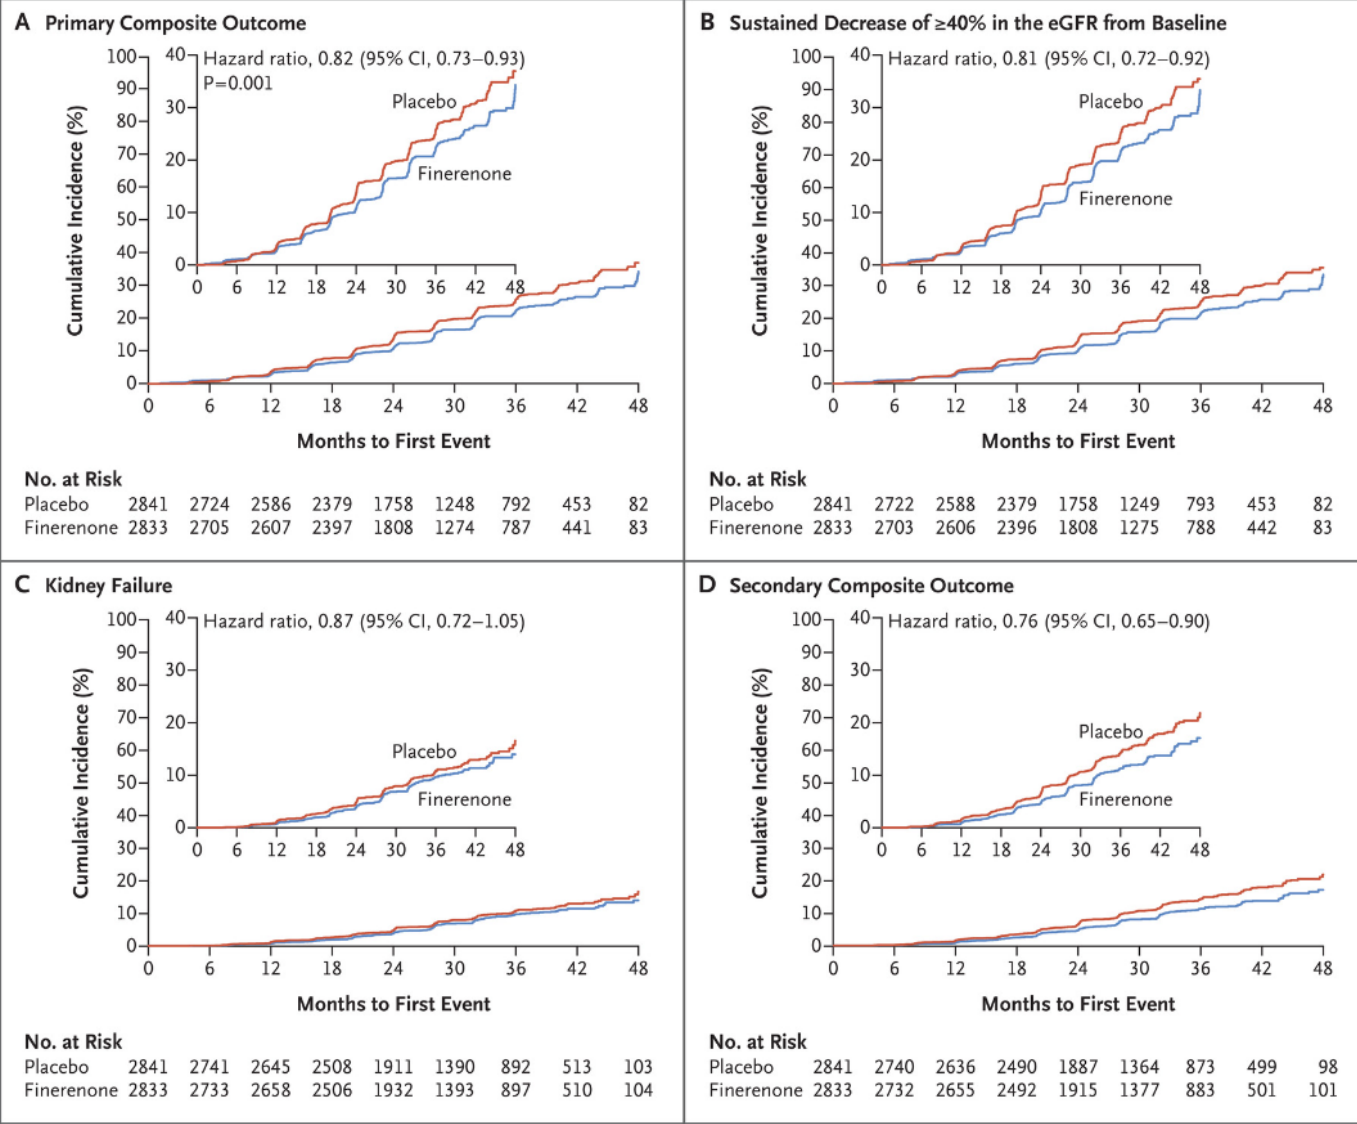 A Primary Composite Outcome
Cumulative Incidence (%)
100
90
80
70
60
50
40
30
20
10
0
40
30
20
10
0
Hazard ratio, 0.82 (95% CI, 0.73–0.93)
P=0.001
Placebo
Finerenone
0 6 12 18 24 30 36 42 48
0 6 12 18 24 30 36 42 48
Months to First Event
No. at Risk
Placebo 2841 2724 2586 2379 1758 1248 792 453 82
Finerenone 2833 2705 2607 2397 1808 1274 787 441 83
B Sustained Decrease of ≥40% in the eGFR from Baseline
Cumulative Incidence (%)
100
90
80
70
60
50
40
30
20
10
0
40
30
20
10
0
Hazard ratio, 0.81 (95% CI, 0.72–0.92)
Placebo
Finerenone
0 6 12 18 24 30 36 42 48
0 6 12 18 24 30 36 42 48
Months to First Event
No. at Risk
Placebo 2841 2722 2588 2379 1758 1249 793 453 82
Finerenone 2833 2703 2606 2396 1808 1275 788 442 83
C Kidney Failure
Cumulative Incidence (%)
100
90
80
70
60
50
40
30
20
10
0
40
30
20
10
0
Hazard ratio, 0.87 (95% CI, 0.72–1.05)
Placebo
Finerenone
0 6 12 18 24 30 36 42 48
0 6 12 18 24 30 36 42 48
Months to First Event
No. at Risk
Placebo 2841 2741 2645 2508 1911 1390 892 513 103
Finerenone 2833 2733 2658 2506 1932 1393 897 510 104
D Secondary Composite Outcome
Cumulative Incidence (%)
100
90
80
70
60
50
40
30
20
10
0
40
30
20
10
0
Hazard ratio, 0.76 (95% CI, 0.65–0.90)
Placebo
Finerenone
0 6 12 18 24 30 36 42 48
0 6 12 18 24 30 36 42 48
Months to First Event
No. at Risk
Placebo 2841 2740 2636 2490 1887 1364 873 499 98
Finerenone 2833 2732 2655 2492 1915 1377 883 501 101